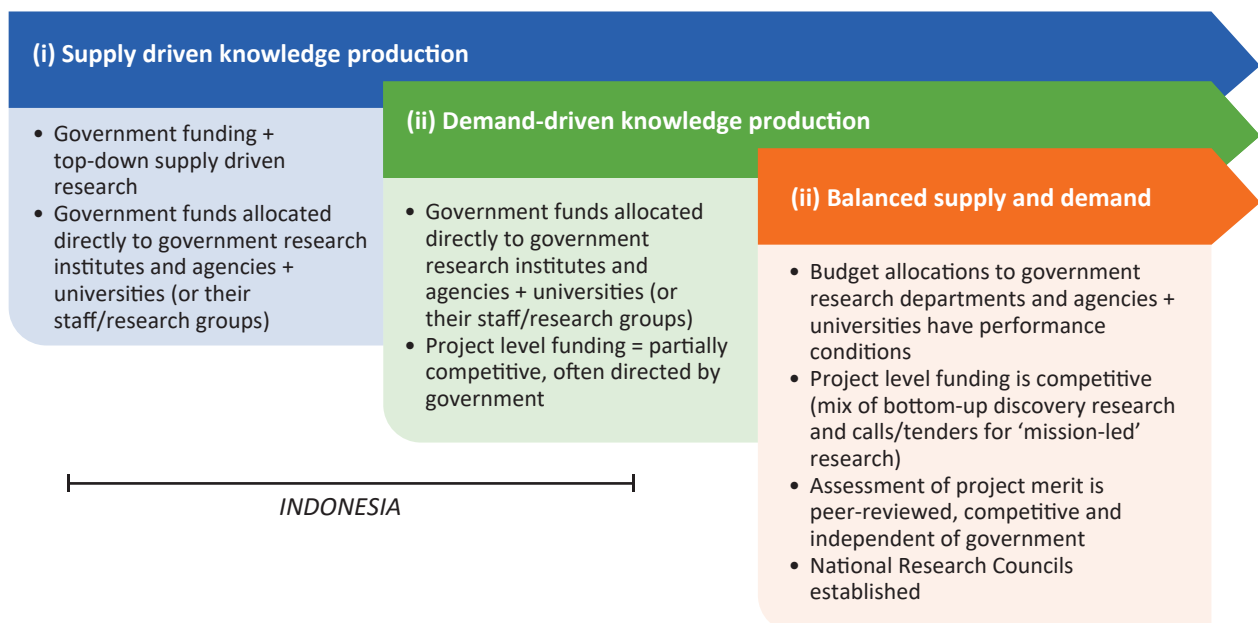 (i) Supply driven knowledge production
• Government funding +
top-down supply driven
research
• Government funds allocated
directly to government research
institutes and agencies +
universities (or their
staff/research groups)
(ii) Demand-driven knowledge production
• Government funds allocated
directly to government
research institutes and
agencies + universities (or
their staff/research groups)
• Project level funding = partially
competitive, often directed by
government
(ii) Balanced supply and demand
• Budget allocations to government
research departments and agencies +
universities have performance
conditions
• Project level funding is competitive
(mix of bottom-up discovery research
and calls/tenders for ‘mission-led’
research)
• Assessment of project merit is
peer-reviewed, competitive and
independent of government
• National Research Councils
established
INDONESIA